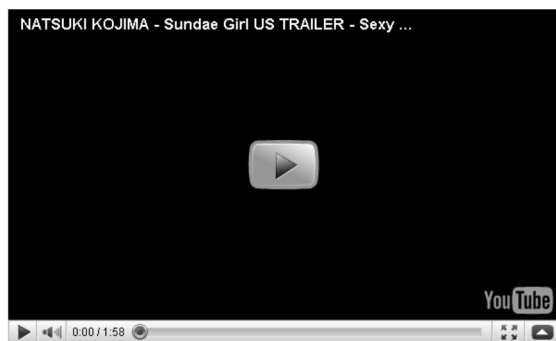 NATSUKI KOJIMA - Sundae Girl US TRAILER - Sexy ...
YouTube
0:00 / 1:58